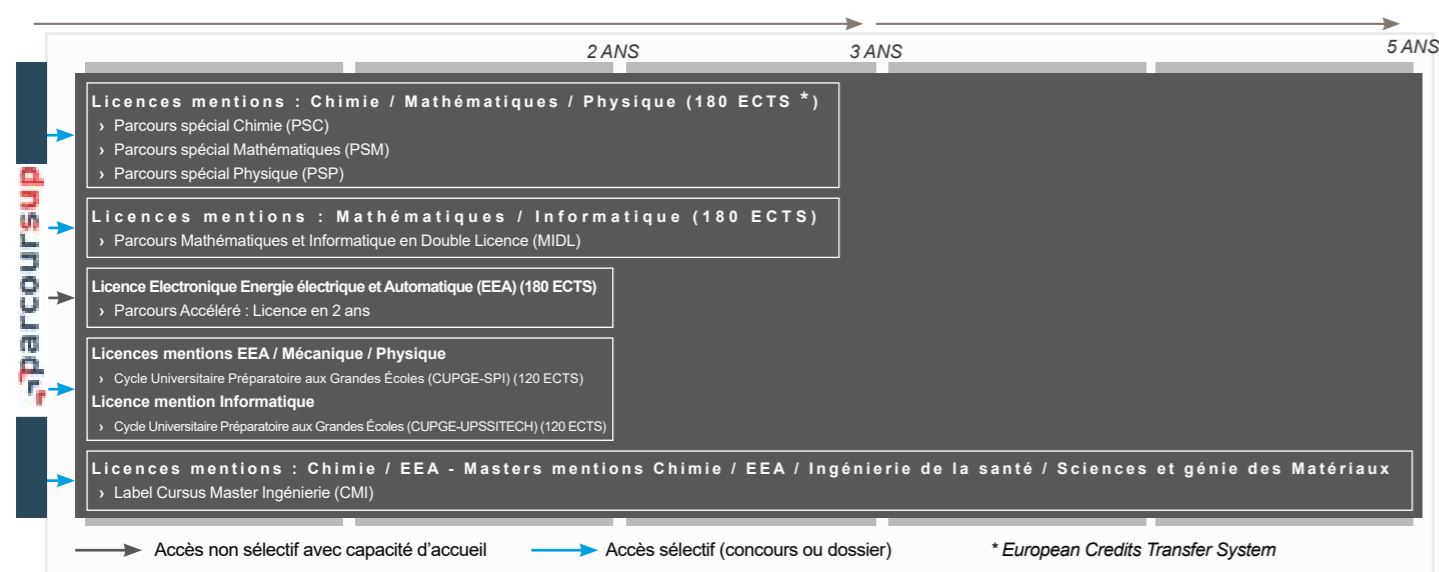 2 ANS 3 ANS 5 ANS
parcoursup
Licences mentions : Chimie / Mathématiques / Physique (180 ECTS *)
› Parcours spécial Chimie (PSC)
› Parcours spécial Mathématiques (PSM)
› Parcours spécial Physique (PSP)
Licences mentions : Mathématiques / Informatique (180 ECTS)
› Parcours Mathématiques et Informatique en Double Licence (MIDL)
Licence Electronique Energie électrique et Automatique (EEA) (180 ECTS)
› Parcours Accéléré : Licence en 2 ans
Licences mentions EEA / Mécanique / Physique
› Cycle Universitaire Préparatoire aux Grandes Écoles (CUPGE-SPI) (120 ECTS)
Licence mention Informatique
› Cycle Universitaire Préparatoire aux Grandes Écoles (CUPGE-UPSSITECH) (120 ECTS)
Licences mentions : Chimie / EEA - Masters mentions Chimie / EEA / Ingénierie de la santé / Sciences et génie des Matériaux
› Label Cursus Master Ingénierie (CMI)
Accès non sélectif avec capacité d'accueil Accès sélectif (concours ou dossier) * European Credits Transfer System